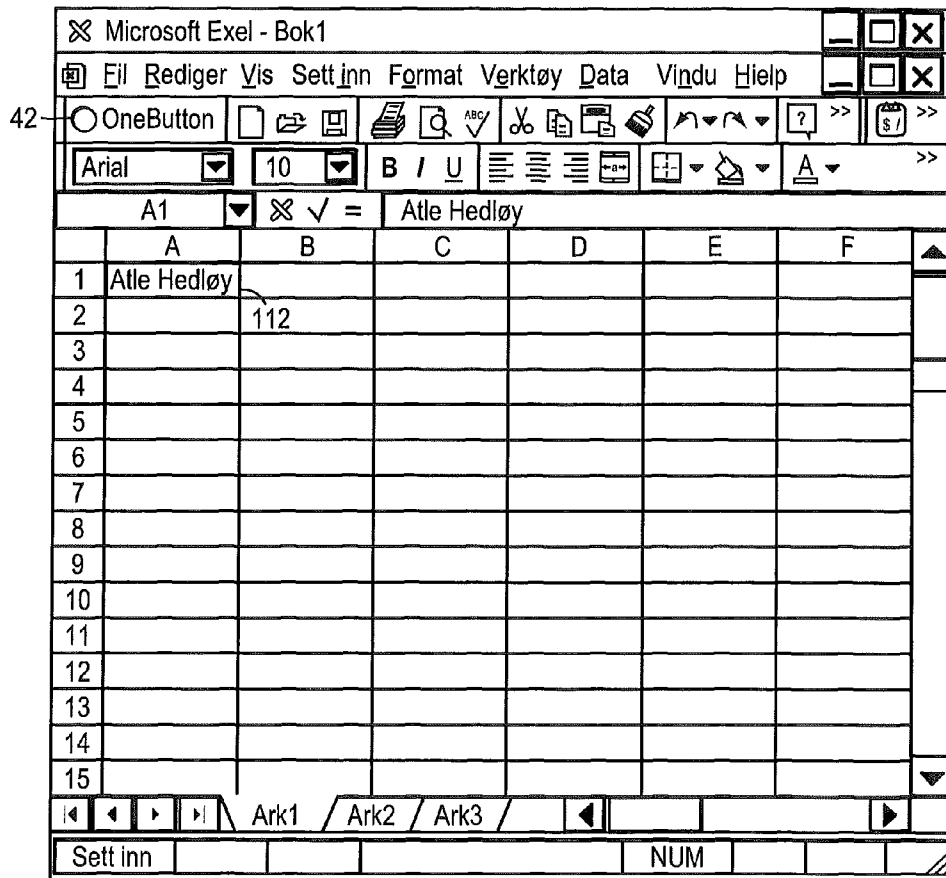 Microsoft Exel - Bok1
Fil Rediger Vis Sett inn Format Verktøy Data Vindu Hielp
42 OneButton ABC ? >> $ / >>
Arial 10 B I U a A >>
A1 = Atle Hedløy
A B C D E F
1 Atle Hedløy
2 112
3
4
5
6
7
8
9
10
11
12
13
14
15
Ark1 Ark2 Ark3
Sett inn NUM